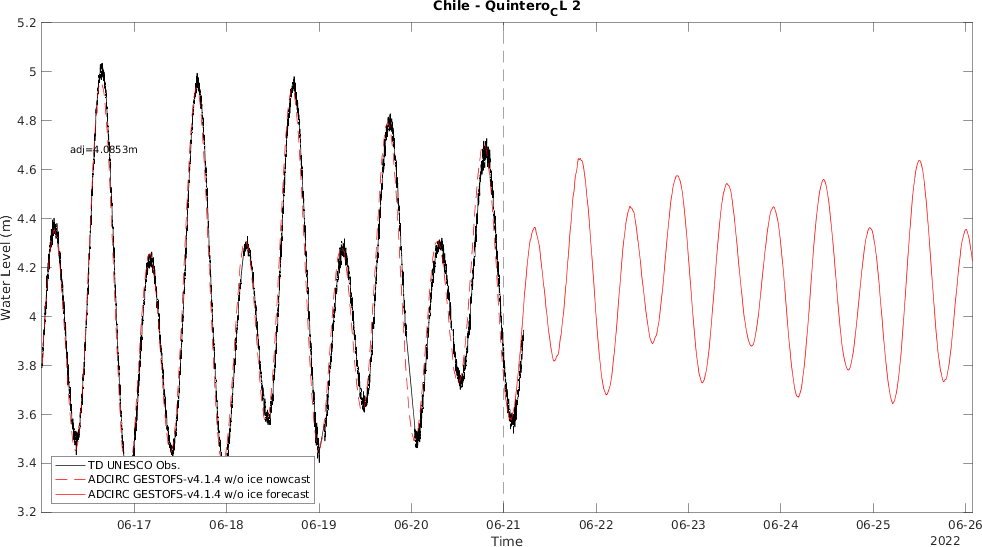 Chile - Quintero_CL 2
Water Level (m)
5.2
5
4.8
4.6
4.4
4.2
4
3.8
3.6
3.4
3.2
adj=4.0853m
TD UNESCO Obs.
ADCIRC GESTOFS-v4.1.4 w/o ice nowcast
ADCIRC GESTOFS-v4.1.4 w/o ice forecast
06-17 06-18 06-19 06-20 06-21 06-22 06-23 06-24 06-25 06-26
Time
2022